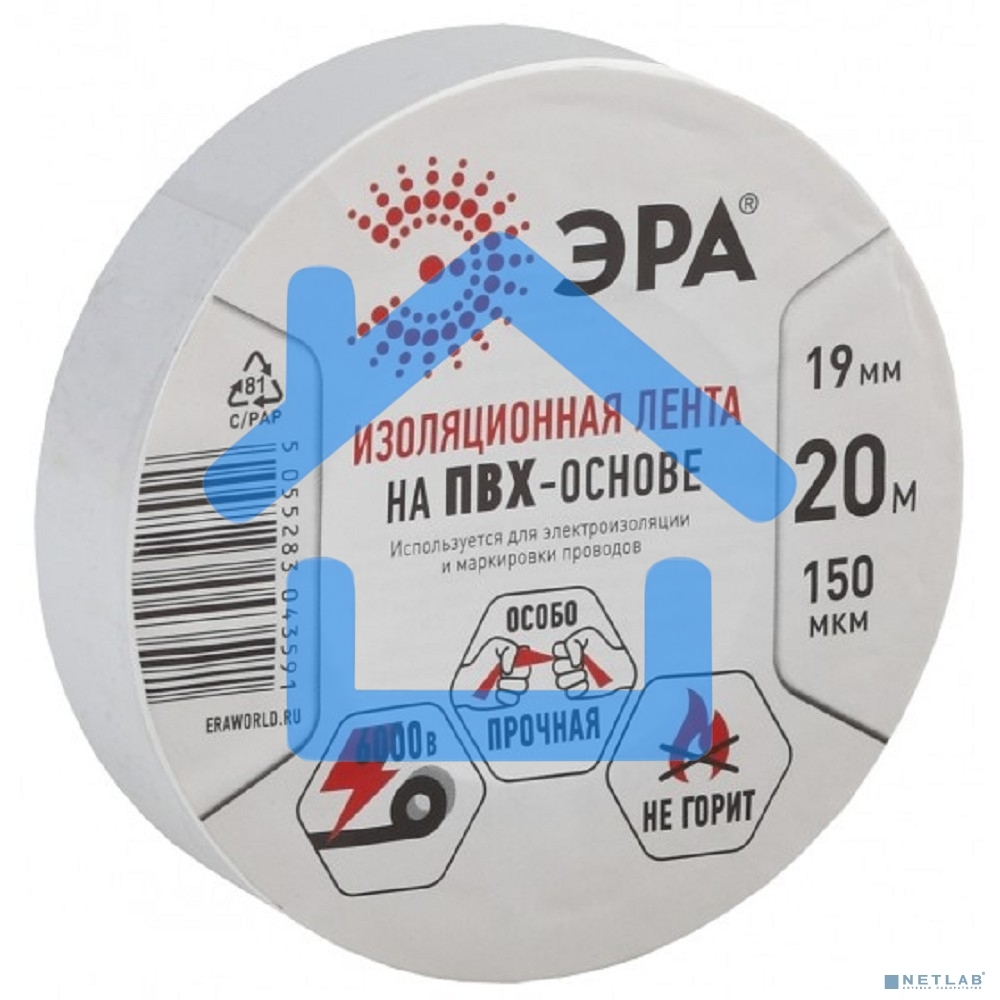 ЭРА®
ИЗОЛЯЦИОННАЯ ЛЕНТА
НА ПВХ-ОСНОВЕ
Используется для электроизоляции
и маркировки проводов
19 мм
20 м
150
мкм
81
C/PAP
5 055283 043591
ERAWORLD.RU
ОСОБО
ПРОЧНАЯ
6000 В
НЕ ГОРИТ
NETLAB®